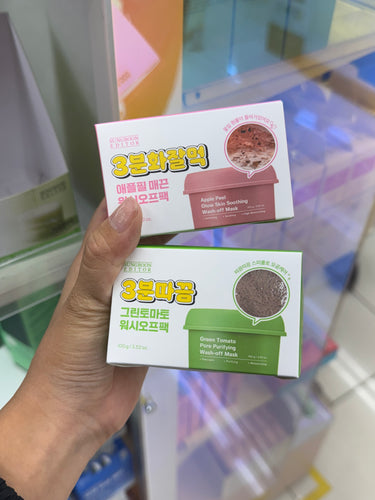 SUNGBOON
EDITOR
3분화잘먹
애플필 매끈
워시오프팩
Apple Peel
Glow Skin Soothing
Wash-off Mask
SUNGBOON
EDITOR
3분따끔
그린토마토
워시오프팩
100g / 3.52oz.
Green Tomato
Pore Purifying
Wash-off Mask